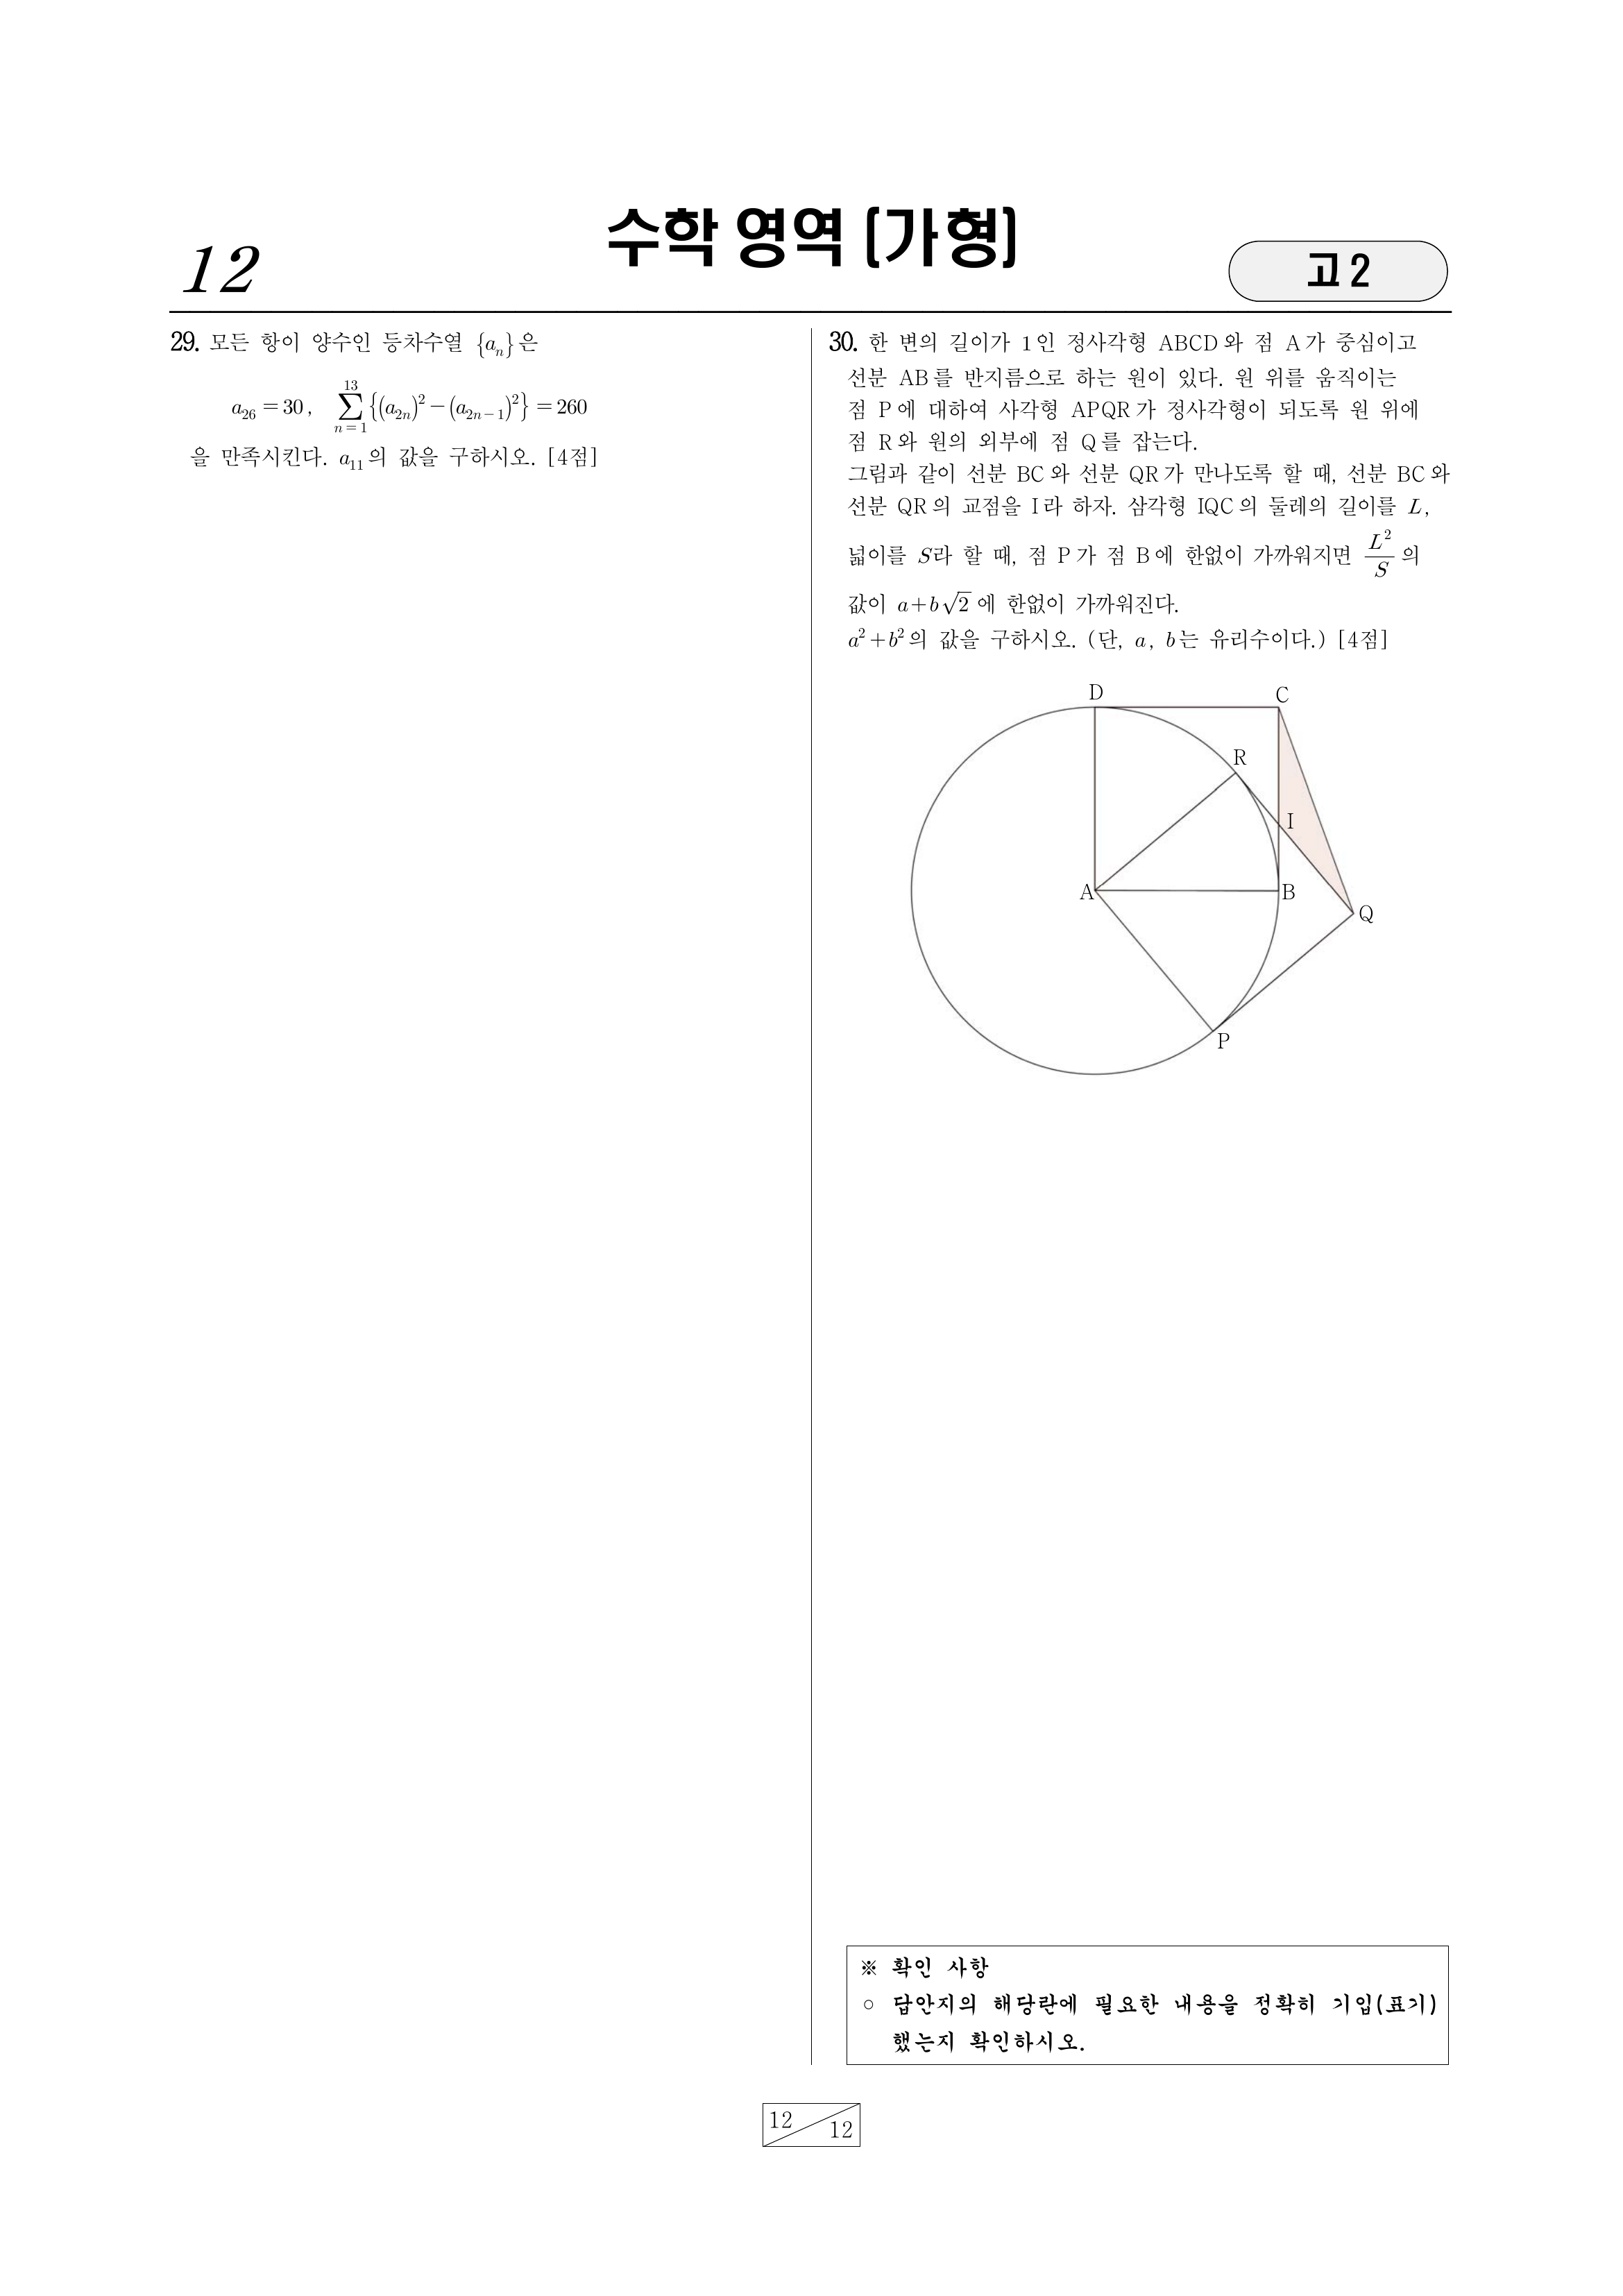 12
수학 영역 [가형]
고 2
29. 모든 항이 양수인 등차수열 {aₙ}은
a₂₆ = 30, ∑_{n=1}^{13} {(a₂ₙ)² − (a₂ₙ₋₁)²} = 260
을 만족시킨다. a₁₁의 값을 구하시오. [4점]
30. 한 변의 길이가 1인 정사각형 ABCD와 점 A가 중심이고
선분 AB를 반지름으로 하는 원이 있다. 원 위를 움직이는
점 P에 대하여 사각형 APQR가 정사각형이 되도록 원 위에
점 R와 원의 외부에 점 Q를 잡는다.
그림과 같이 선분 BC와 선분 QR가 만나도록 할 때, 선분 BC와
선분 QR의 교점을 I라 하자. 삼각형 IQC의 둘레의 길이를 L,
넓이를 S라 할 때, 점 P가 점 B에 한없이 가까워지면 L²/S 의
값이 a+b√2 에 한없이 가까워진다.
a²+b²의 값을 구하시오. (단, a, b는 유리수이다.) [4점]
D
C
R
I
A
B
Q
P
※ 확인 사항
○ 답안지의 해당란에 필요한 내용을 정확히 기입(표기)
했는지 확인하시오.
12
12